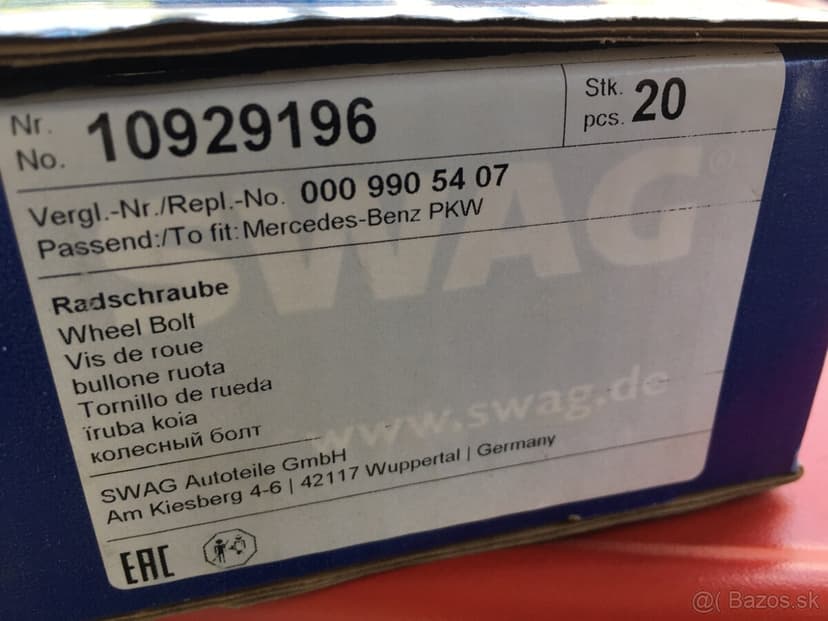 Nr.
No. 10929196
Stk.
pcs. 20
Vergl.-Nr./Repl.-No. 000 990 54 07
Passend:/To fit: Mercedes-Benz PKW
SWAG®
Radschraube
Wheel Bolt
Vis de roue
bullone ruota
Tornillo de rueda
ïruba koia
колесный болт
www.swag.de
SWAG Autoteile GmbH
Am Kiesberg 4-6 | 42117 Wuppertal | Germany
EAC
@( Bazos.sk